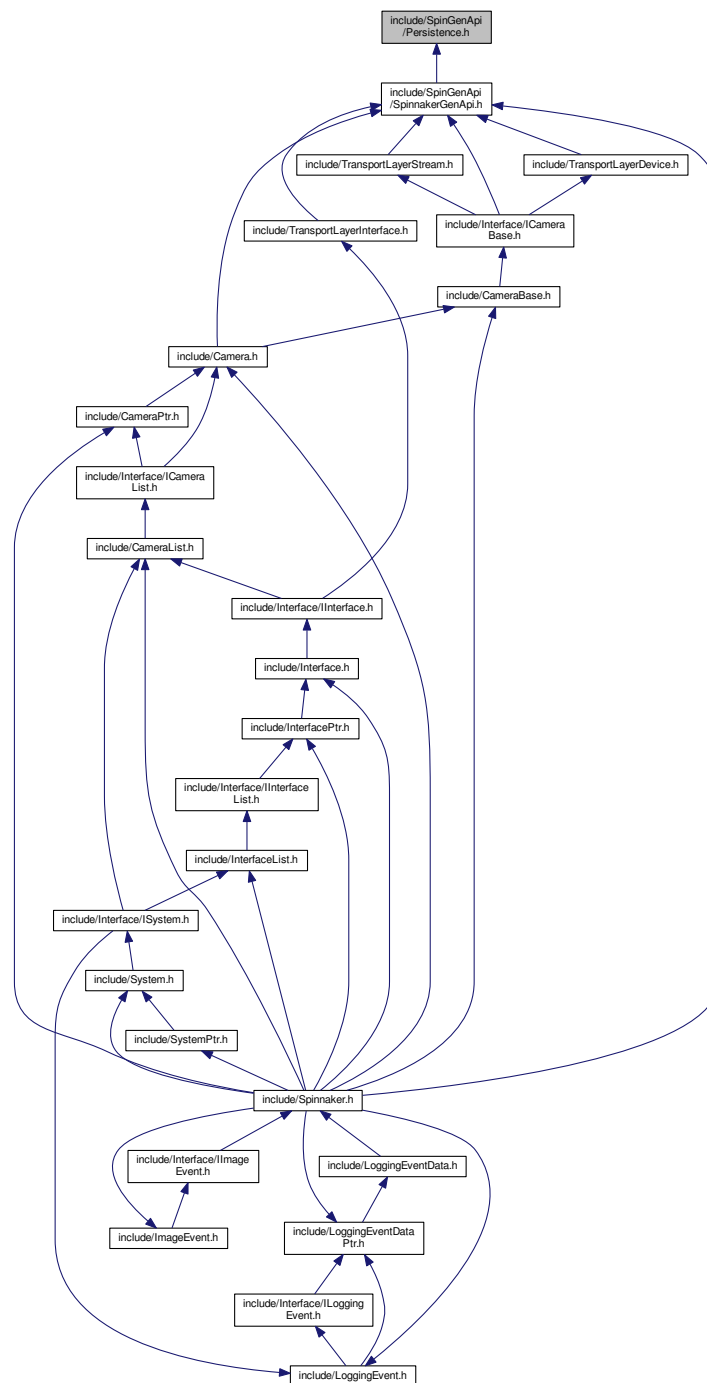 include/SpinGenApi
/Persistence.h
include/SpinGenApi
/SpinnakerGenApi.h
include/TransportLayerStream.h
include/TransportLayerDevice.h
include/TransportLayerInterface.h
include/Interface/ICamera
Base.h
include/CameraBase.h
include/Camera.h
include/CameraPtr.h
include/Interface/ICamera
List.h
include/CameraList.h
include/Interface/IInterface.h
include/Interface.h
include/InterfacePtr.h
include/Interface/IInterface
List.h
include/InterfaceList.h
include/Interface/ISystem.h
include/System.h
include/SystemPtr.h
include/Spinnaker.h
include/Interface/IImage
Event.h
include/LoggingEventData.h
include/ImageEvent.h
include/LoggingEventData
Ptr.h
include/Interface/ILogging
Event.h
include/LoggingEvent.h